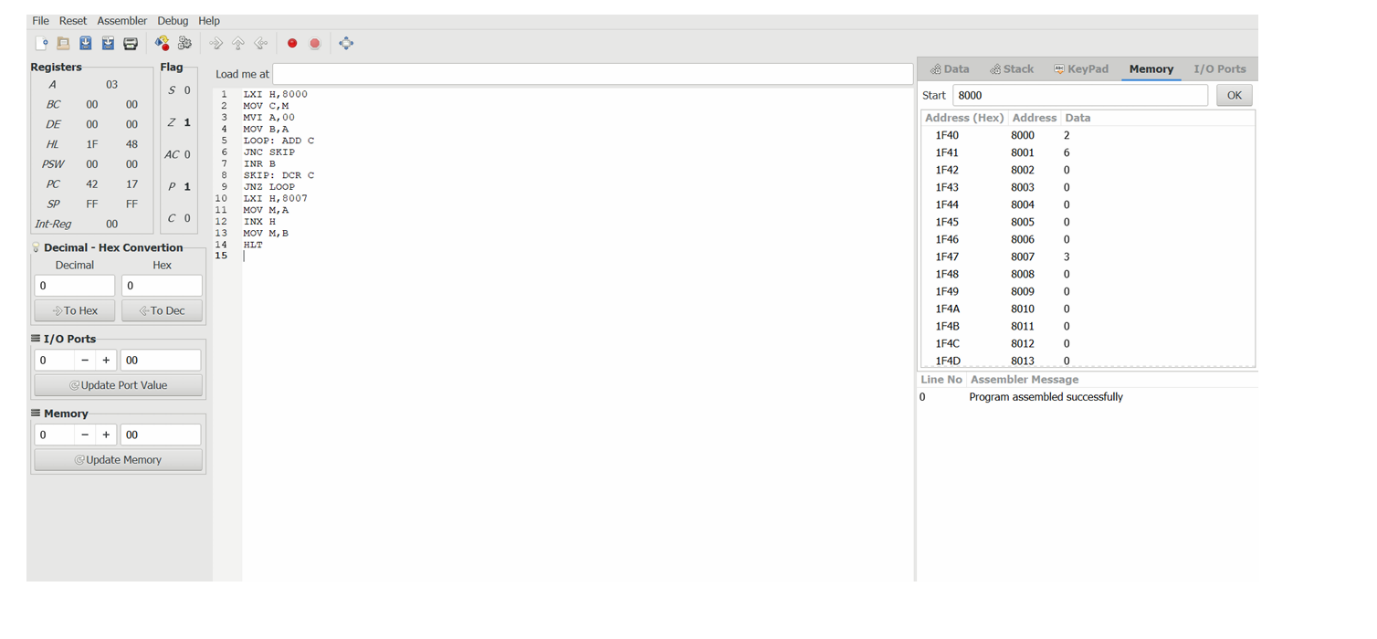 File Reset Assembler Debug Help
Registers
A 03
BC 00 00
DE 00 00
HL 1F 48
PSW 00 00
PC 42 17
SP FF FF
Int-Reg 00
Flag
S 0
Z 1
AC 0
P 1
C 0
Decimal - Hex Convertion
Decimal Hex
0 0
To Hex To Dec
I/O Ports
0 − + 00
Update Port Value
Memory
0 − + 00
Update Memory
Load me at
1 LXI H,8000
2 MOV C,M
3 MVI A,00
4 MOV B,A
5 LOOP: ADD C
6 JNC SKIP
7 INR B
8 SKIP: DCR C
9 JNZ LOOP
10 LXI H,8007
11 MOV M,A
12 INX H
13 MOV M,B
14 HLT
15
Data Stack KeyPad Memory I/O Ports
Start 8000 OK
Address (Hex) Address Data
1F40 8000 2
1F41 8001 6
1F42 8002 0
1F43 8003 0
1F44 8004 0
1F45 8005 0
1F46 8006 0
1F47 8007 3
1F48 8008 0
1F49 8009 0
1F4A 8010 0
1F4B 8011 0
1F4C 8012 0
1F4D 8013 0
Line No Assembler Message
0 Program assembled successfully